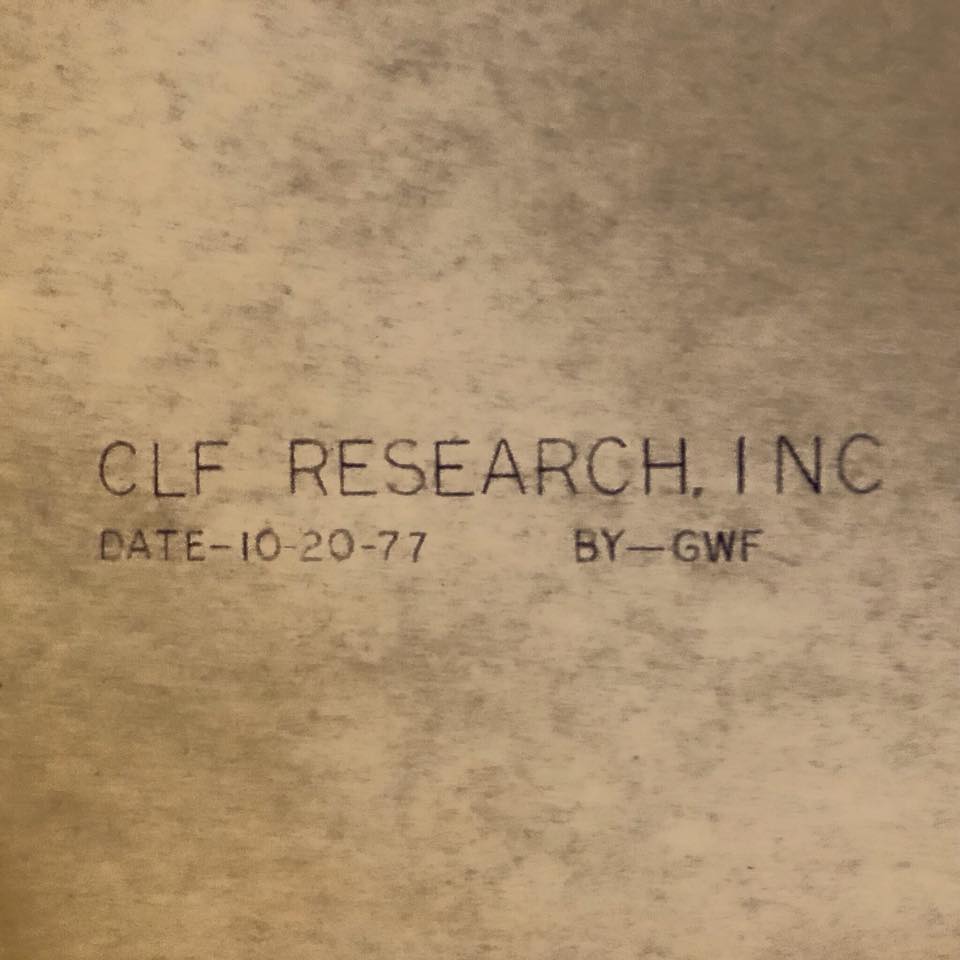 CLF RESEARCH, INC
DATE-10-20-77 BY-GWF